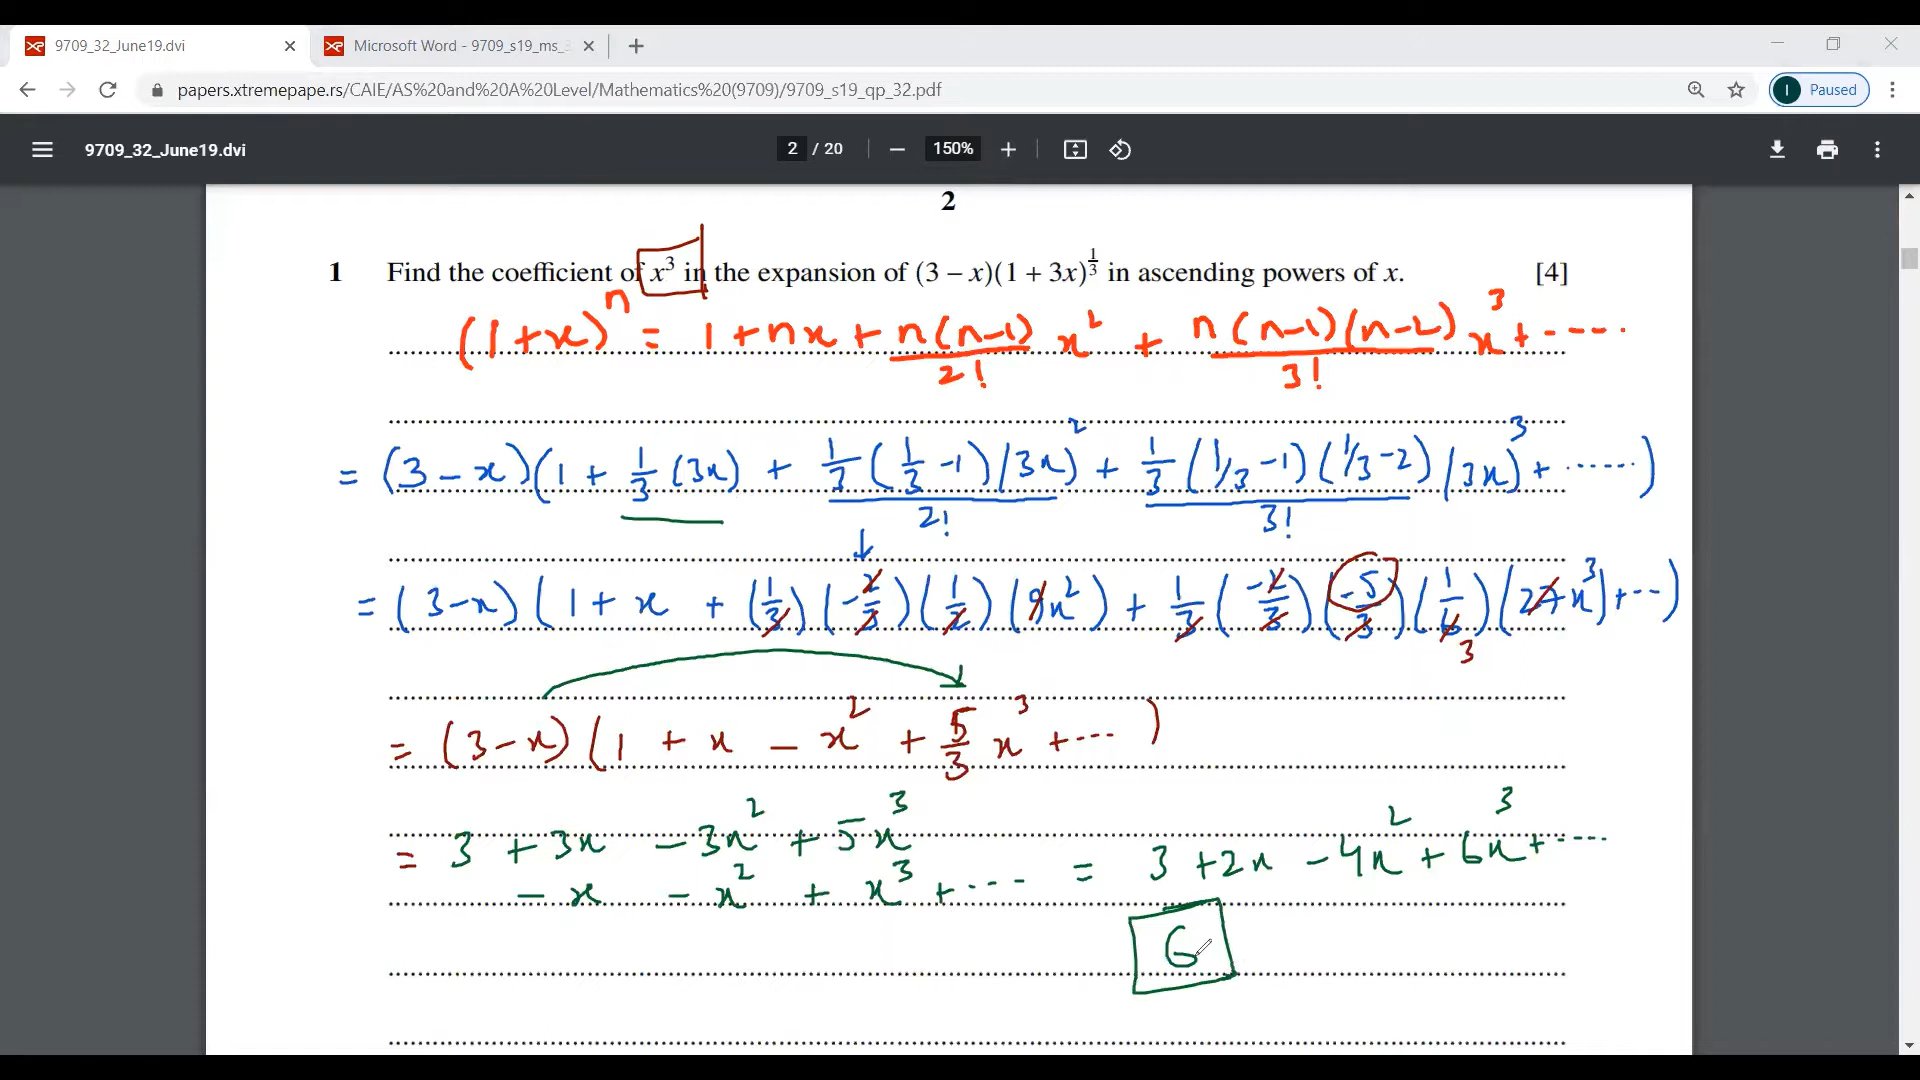 9709_32_June19.dvi
Microsoft Word - 9709_s19_ms_3
papers.xtremepape.rs/CAIE/AS%20and%20A%20Level/Mathematics%20(9709)/9709_s19_qp_32.pdf
I Paused
9709_32_June19.dvi
2 / 20
150%
2
1 Find the coefficient of x³ in the expansion of (3 − x)(1 + 3x)^(1/3) in ascending powers of x. [4]
(1+x)^n = 1 + nx + n(n-1)/2! x² + n(n-1)(n-2)/3! x³ + ----
= (3-x)(1 + 1/3 (3x) + 1/3 (1/3 -1)(3x)²/2! + 1/3 (1/3 -1)(1/3 -2)/3! (3x)³ + ......)
= (3-x)(1 + x + (1/3)(-2/3)(1/2)(9x²) + 1/3 (-2/3)(-5/3)(1/6)(27x³) + ...)
3
= (3-x)(1 + x - x² + 5/3 x³ + ...)
= 3 + 3x - 3x² + 5x³
- x - x² + x³ + .... = 3 + 2x - 4x² + 6x³ + ....
6